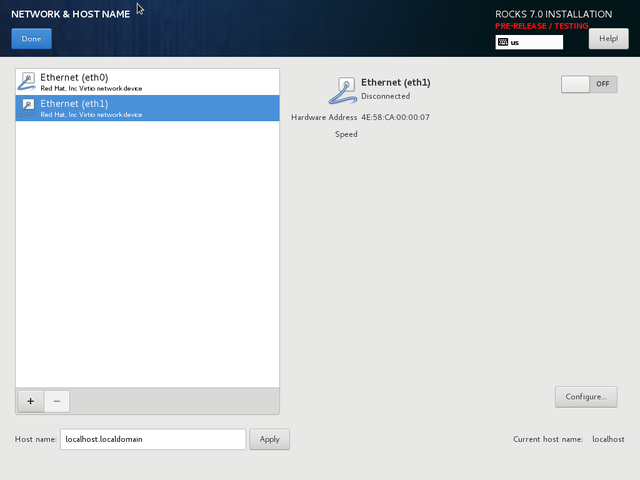 NETWORK & HOST NAME
ROCKS 7.0 INSTALLATION
PRE-RELEASE / TESTING
Done
us
Help!
Ethernet (eth0)
Red Hat, Inc Virtio network device
Ethernet (eth1)
Red Hat, Inc Virtio network device
Ethernet (eth1)
Disconnected
OFF
Hardware Address 4E:58:CA:00:00:07
Speed
+ −
Configure...
Host name: localhost.localdomain Apply
Current host name: localhost